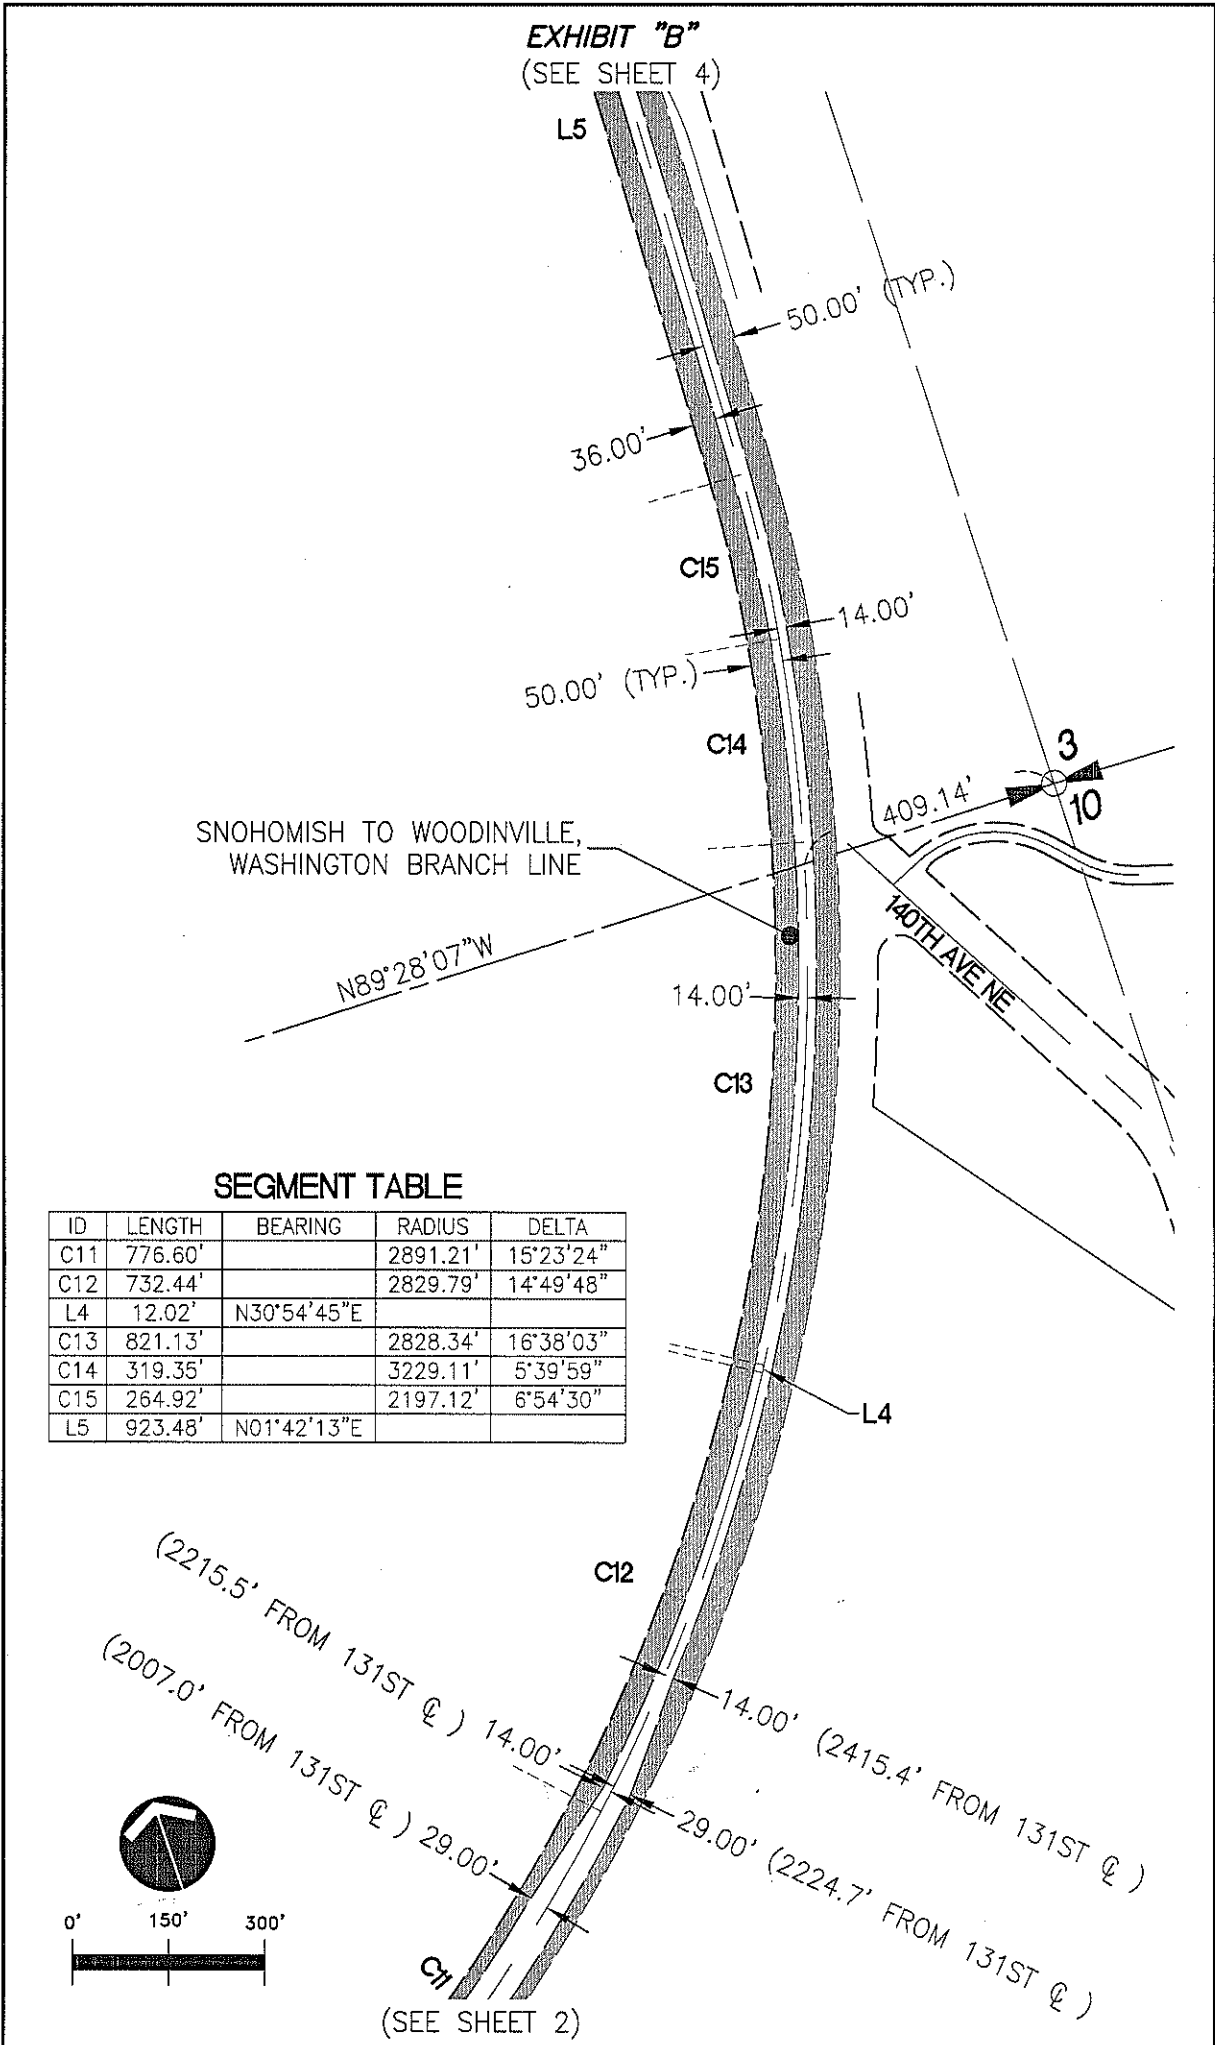 EXHIBIT "B"
(SEE SHEET 4)
L5
50.00' (TYP.)
36.00'
C15
14.00'
50.00' (TYP.)
C14
3
10
409.14'
SNOHOMISH TO WOODINVILLE,
WASHINGTON BRANCH LINE
140TH AVE NE
N89°28'07"W
14.00'
C13
SEGMENT TABLE
ID LENGTH BEARING RADIUS DELTA
C11 776.60' 2891.21' 15°23'24"
C12 732.44' 2829.79' 14°49'48"
L4 12.02' N30°54'45"E
C13 821.13' 2828.34' 16°38'03"
C14 319.35' 3229.11' 5°39'59"
C15 264.92' 2197.12' 6°54'30"
L5 923.48' N01°42'13"E
L4
C12
(2215.5' FROM 131ST ℄ ) 14.00'
(2007.0' FROM 131ST ℄ ) 29.00'
14.00' (2415.4' FROM 131ST ℄ )
29.00' (2224.7' FROM 131ST ℄ )
0' 150' 300'
C11
(SEE SHEET 2)